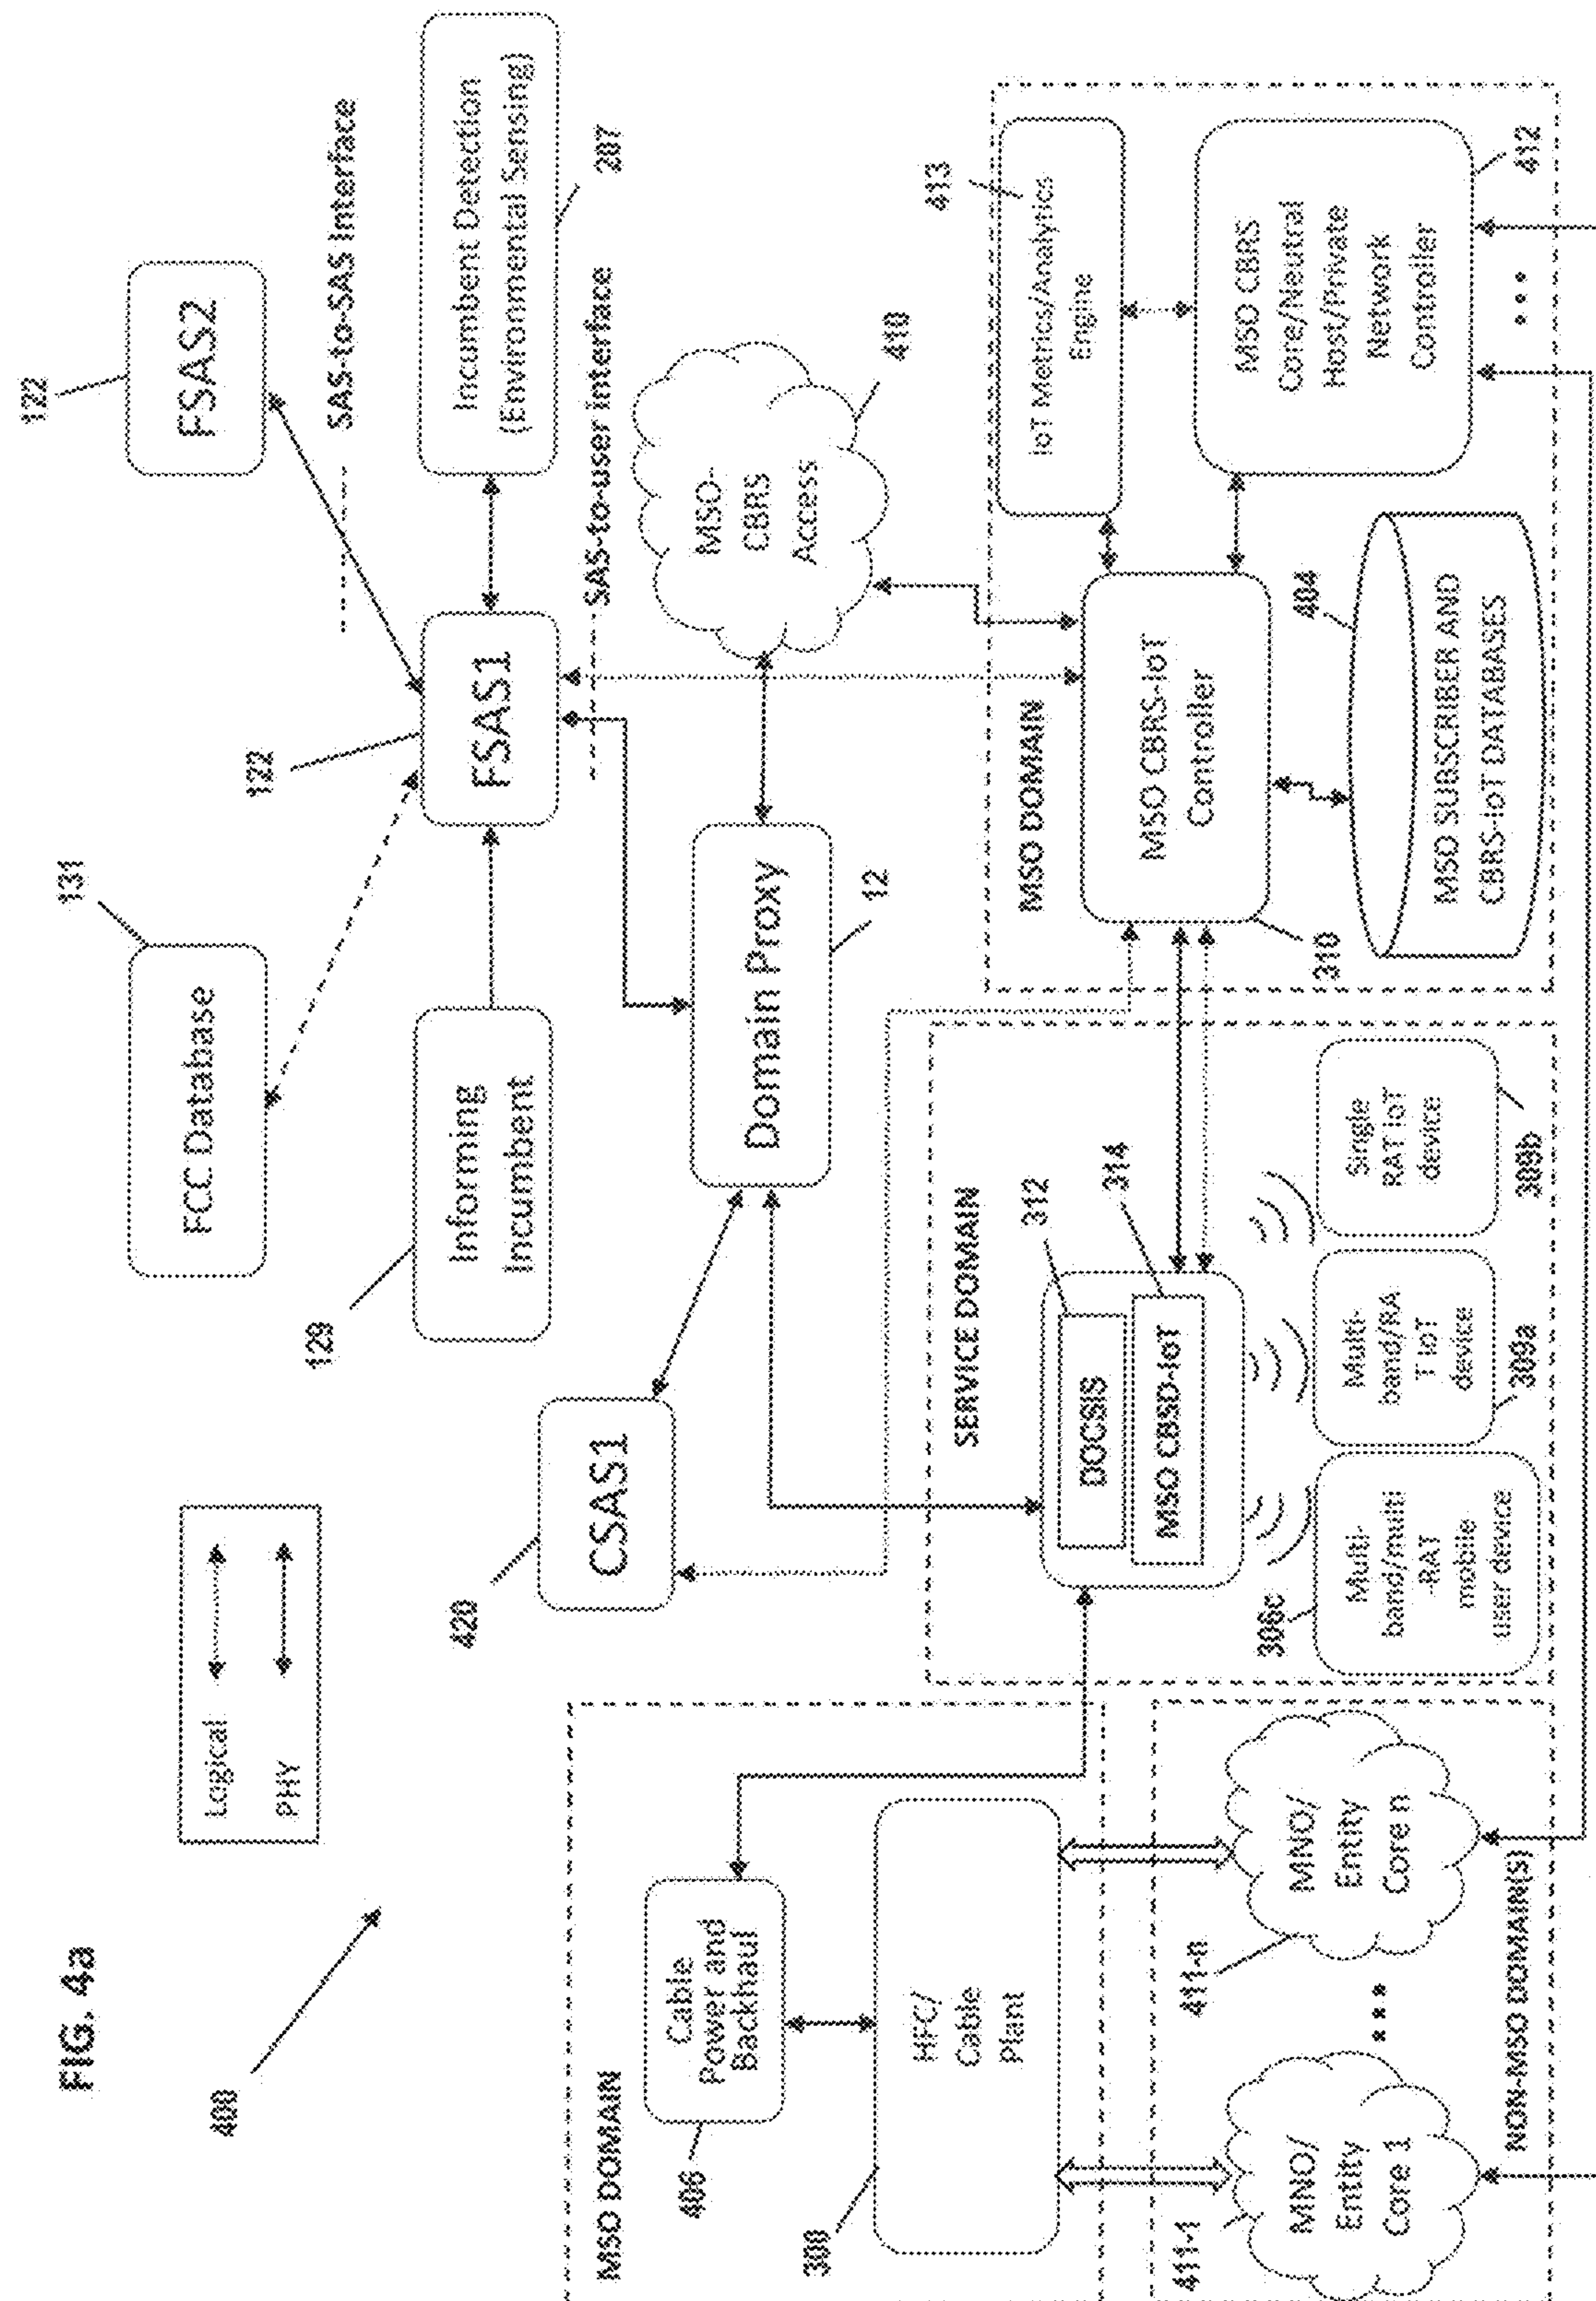 FIG. 4a
400
Logical
PHY
131
FCC Database
122
FSAS2
SAS-to-SAS Interface
129
Informing
Incumbent
122
FSAS1
Incumbent Detection
(Environmental Sensing)
207
SAS-to-user interface
420
CSAS1
Domain Proxy
12
MSO-
CBRS
Access
410
MSO DOMAIN
406
Cable
Power and
Backhaul
300
HFC/
Cable
Plant
SERVICE DOMAIN
312
DOCSIS
314
MSO CBSD-IoT
306c
Multi-
band/multi
-RAT
mobile
user device
Multi-
band/RA
T IoT
device
309a
Single
RAT IoT
device
309b
MSO DOMAIN
MSO CBRS-IoT
Controller
310
413
IoT Metrics/Analytics
Engine
MSO CBRS
Core/Neutral
Host/Private
Network
Controller
412
...
404
MSO SUBSCRIBER AND
CBRS-IoT DATABASES
411-1
MNO/
Entity
Core 1
...
411-n
MNO/
Entity
Core n
NON-MSO DOMAIN(S)